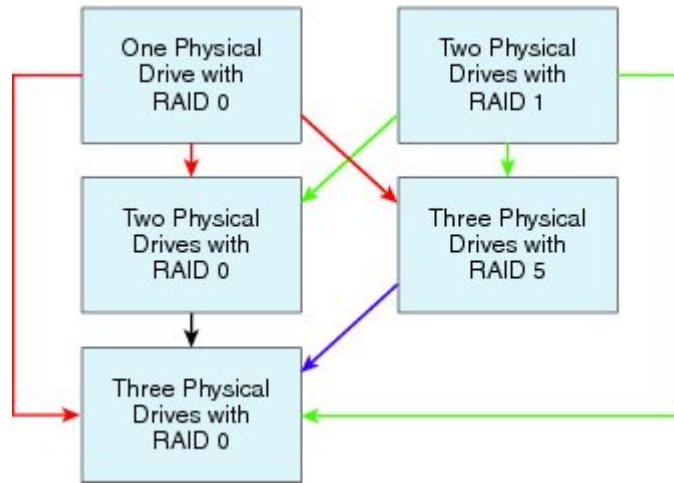 One Physical
Drive with
RAID 0
Two Physical
Drives with
RAID 1
Two Physical
Drives with
RAID 0
Three Physical
Drives with
RAID 5
Three Physical
Drives with
RAID 0